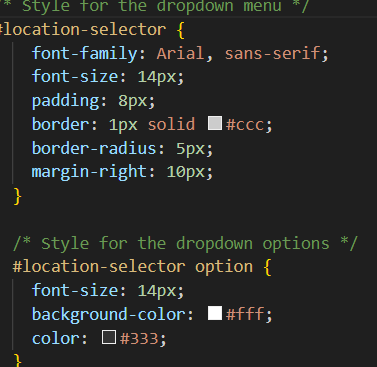 * Style for the dropdown menu */
#location-selector {
font-family: Arial, sans-serif;
font-size: 14px;
padding: 8px;
border: 1px solid #ccc;
border-radius: 5px;
margin-right: 10px;
}
/* Style for the dropdown options */
#location-selector option {
font-size: 14px;
background-color: #fff;
color: #333;
}